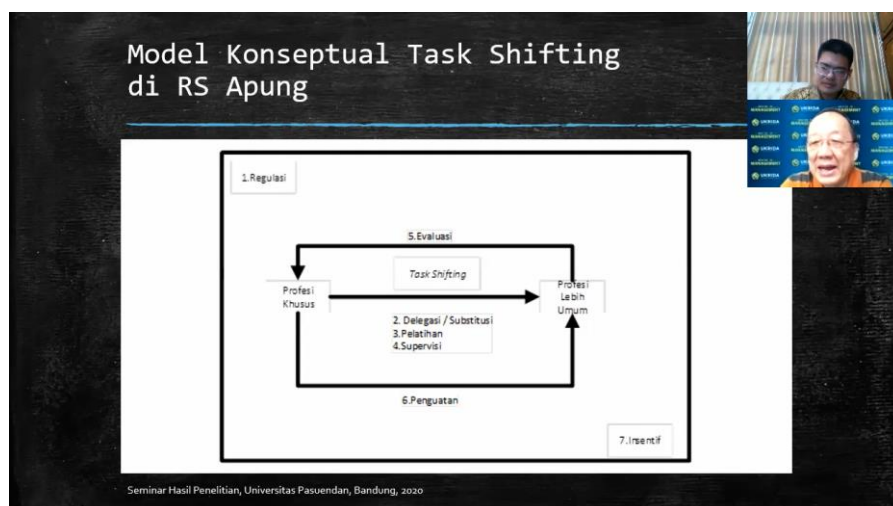 Model Konseptual Task Shifting
di RS Apung
1.Regulasi
5.Evaluasi
Task Shifting
Profesi
Khusus
Profesi
Lebih
Umum
2. Delegasi / Substitusi
3.Pelatihan
4.Supervisi
6.Penguatan
7.Insentif
Seminar Hasil Penelitian, Universitas Pasuendan, Bandung, 2020
UKRIDA